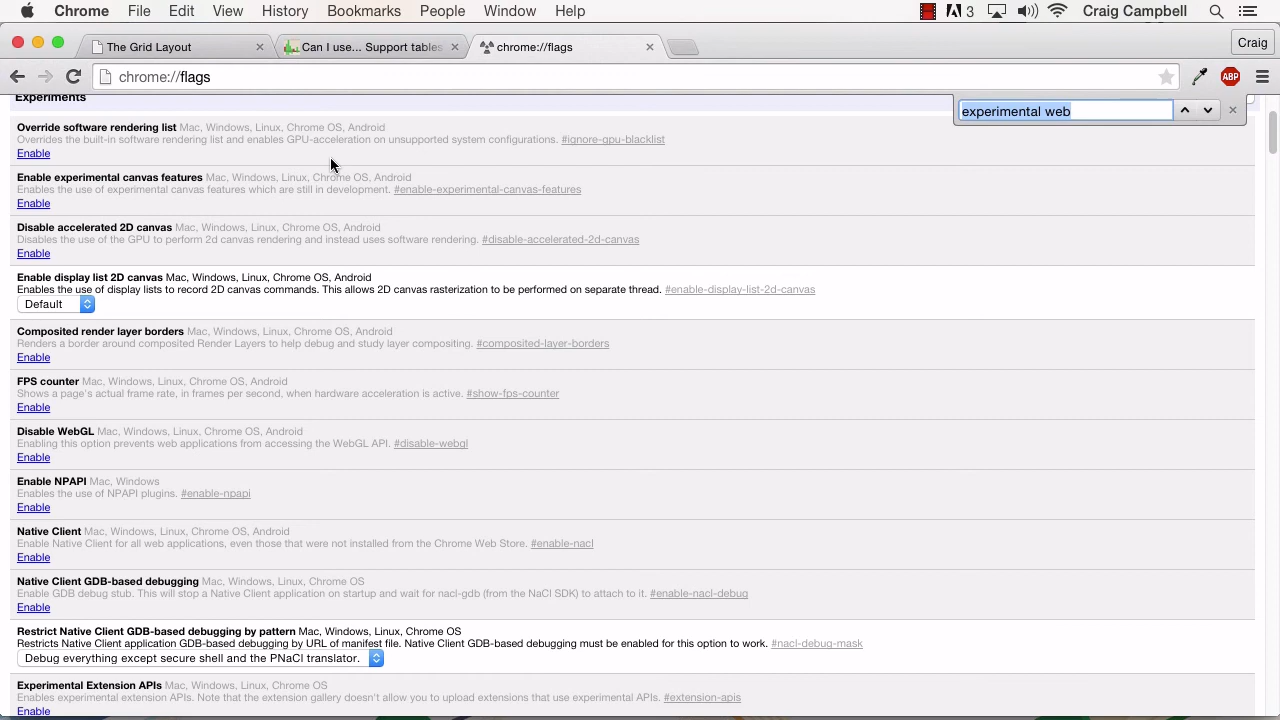 Chrome File Edit View History Bookmarks People Window Help 3 Craig Campbell
The Grid Layout Can I use... Support tables chrome://flags Craig
chrome://flags ABP
Experiments
experimental web
Override software rendering list Mac, Windows, Linux, Chrome OS, Android
Overrides the built-in software rendering list and enables GPU-acceleration on unsupported system configurations. #ignore-gpu-blacklist
Enable
Enable experimental canvas features Mac, Windows, Linux, Chrome OS, Android
Enables the use of experimental canvas features which are still in development. #enable-experimental-canvas-features
Enable
Disable accelerated 2D canvas Mac, Windows, Linux, Chrome OS, Android
Disables the use of the GPU to perform 2d canvas rendering and instead uses software rendering. #disable-accelerated-2d-canvas
Enable
Enable display list 2D canvas Mac, Windows, Linux, Chrome OS, Android
Enables the use of display lists to record 2D canvas commands. This allows 2D canvas rasterization to be performed on separate thread. #enable-display-list-2d-canvas
Default
Composited render layer borders Mac, Windows, Linux, Chrome OS, Android
Renders a border around composited Render Layers to help debug and study layer compositing. #composited-layer-borders
Enable
FPS counter Mac, Windows, Linux, Chrome OS, Android
Shows a page's actual frame rate, in frames per second, when hardware acceleration is active. #show-fps-counter
Enable
Disable WebGL Mac, Windows, Linux, Chrome OS, Android
Enabling this option prevents web applications from accessing the WebGL API. #disable-webgl
Enable
Enable NPAPI Mac, Windows
Enables the use of NPAPI plugins. #enable-npapi
Enable
Native Client Mac, Windows, Linux, Chrome OS, Android
Enable Native Client for all web applications, even those that were not installed from the Chrome Web Store. #enable-nacl
Enable
Native Client GDB-based debugging Mac, Windows, Linux, Chrome OS
Enable GDB debug stub. This will stop a Native Client application on startup and wait for nacl-gdb (from the NaCl SDK) to attach to it. #enable-nacl-debug
Enable
Restrict Native Client GDB-based debugging by pattern Mac, Windows, Linux, Chrome OS
Restricts Native Client application GDB-based debugging by URL of manifest file. Native Client GDB-based debugging must be enabled for this option to work. #nacl-debug-mask
Debug everything except secure shell and the PNaCl translator.
Experimental Extension APIs Mac, Windows, Linux, Chrome OS
Enables experimental extension APIs. Note that the extension gallery doesn't allow you to upload extensions that use experimental APIs. #extension-apis
Enable